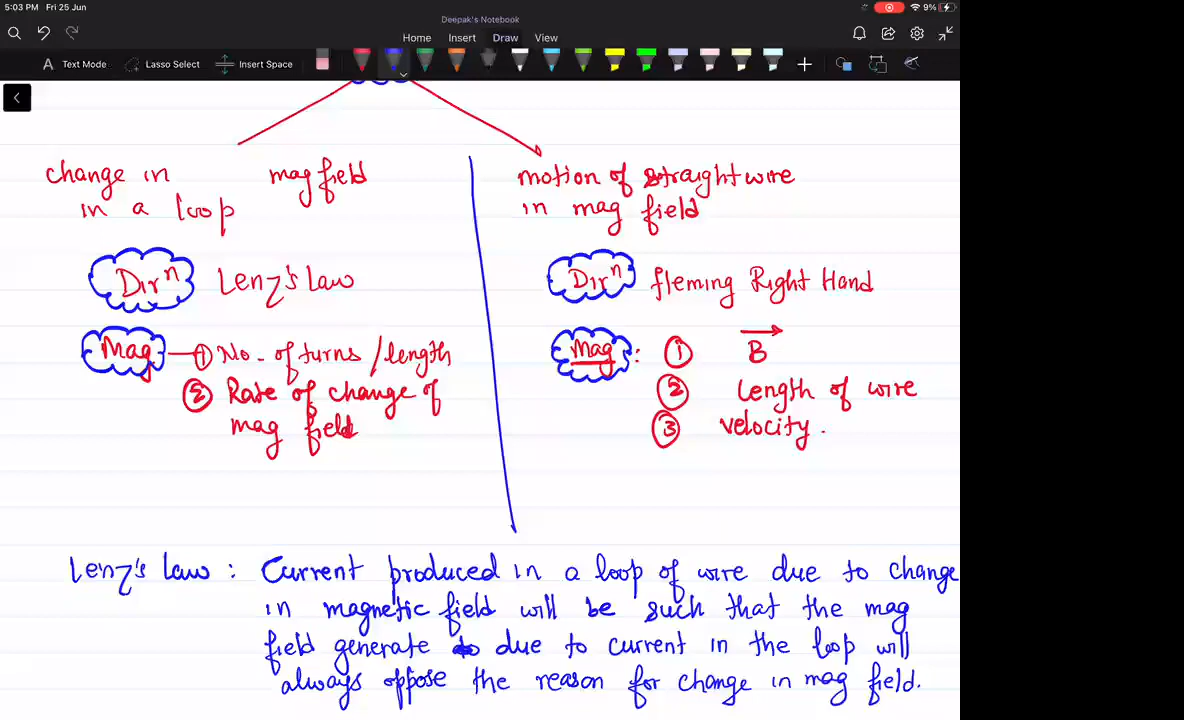 5:03 PM Fri 25 Jun
9%
Deepak's Notebook
Home Insert Draw View
Text Mode Lasso Select Insert Space
change in mag field
in a loop
Dirⁿ Lenz's Law
Mag ① No. of turns / length
② Rate of change of
mag field
motion of straight wire
in mag field
Dirⁿ fleming Right Hand
Mag : ① B
② Length of wire
③ velocity.
Lenz's law : Current produced in a loop of wire due to change
in magnetic field will be such that the mag
field generate due to current in the loop will
always oppose the reason for change in mag field.